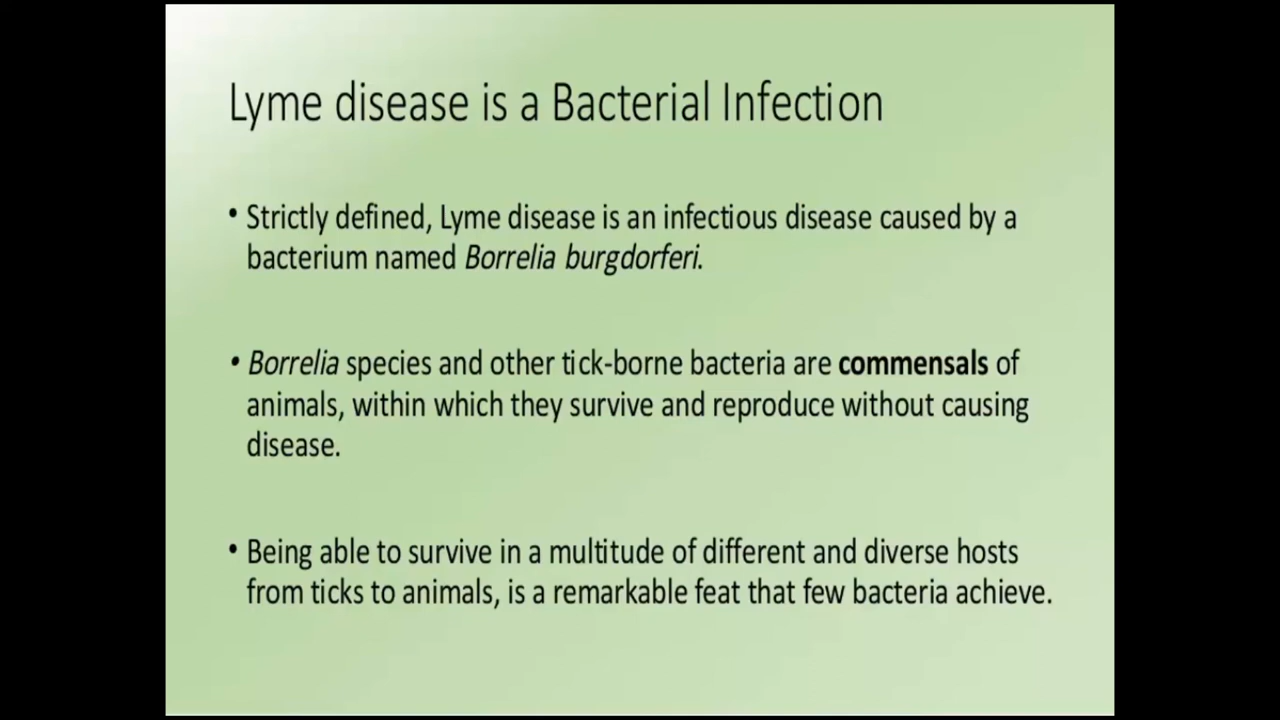 Lyme disease is a Bacterial Infection
• Strictly defined, Lyme disease is an infectious disease caused by a
bacterium named Borrelia burgdorferi.
• Borrelia species and other tick-borne bacteria are commensals of
animals, within which they survive and reproduce without causing
disease.
• Being able to survive in a multitude of different and diverse hosts
from ticks to animals, is a remarkable feat that few bacteria achieve.